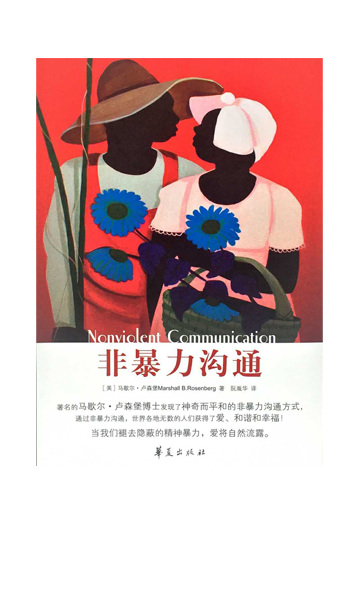 Nonviolent Communication
非暴力沟通
[美] 马歇尔·卢森堡Marshall B.Rosenberg 著 阮胤华 译
著名的马歇尔·卢森堡博士发现了神奇而平和的非暴力沟通方式，
通过非暴力沟通，世界各地无数的人们获得了爱、和谐和幸福！
当我们褪去隐蔽的精神暴力，爱将自然流露。
华夏出版社